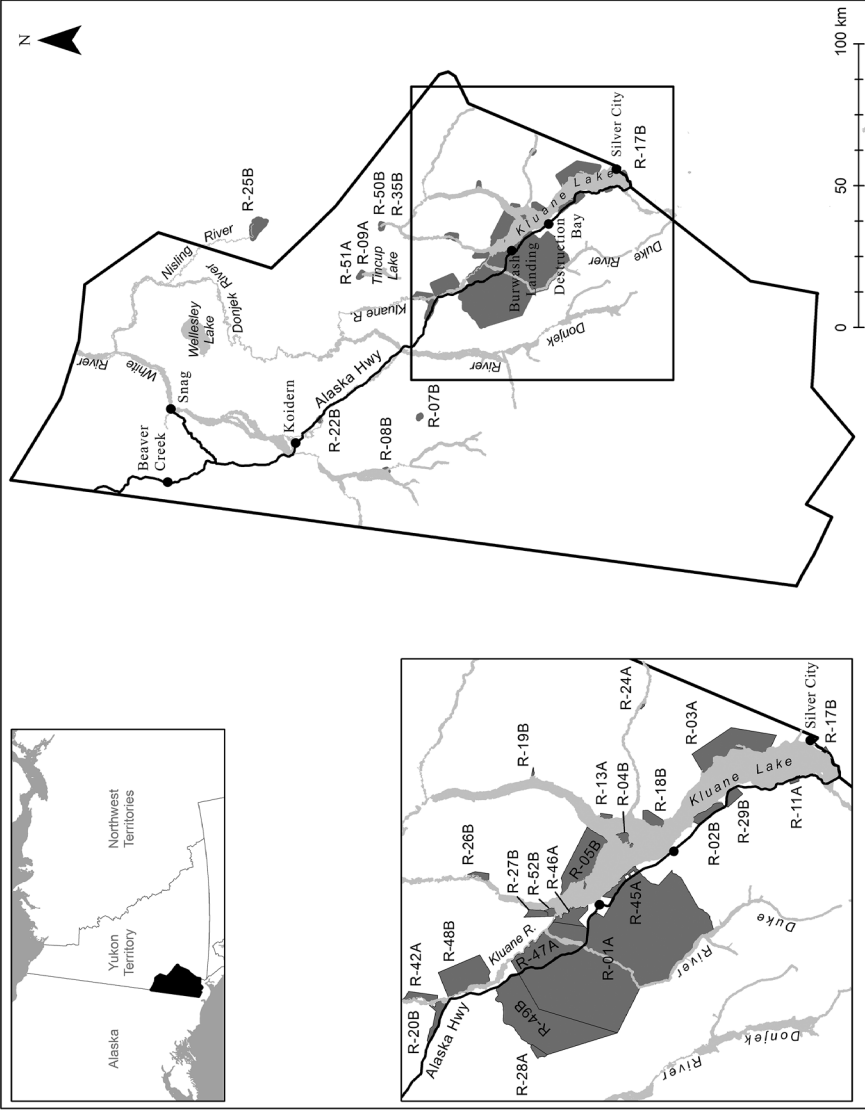 N
Beaver
Creek
Snag
White
River
Koidern
Wellesley
Lake
Donjek
River
Nisling
River
R-25B
Alaska Hwy
R-22B
R-08B
R-07B
Kluane R.
R-51A
R-09A
Tincup
Lake
R-50B
R-35B
Kluane Lake
Burwash
Landing
Destruction
Bay
Silver City
R-17B
Duke
River
Donjek
River
0
50
100 km
Alaska
Yukon
Territory
Northwest
Territories
R-20B
R-42A
R-48B
Alaska Hwy
Kluane R.
R-26B
R-27B
R-52B
R-46A
R-19B
R-05B
R-13A
R-04B
R-18B
R-24A
R-03A
Kluane Lake
R-47A
R-49B
R-28A
R-01A
R-45A
R-02B
R-29B
R-11A
Silver City
R-17B
Duke
River
Donjek
River